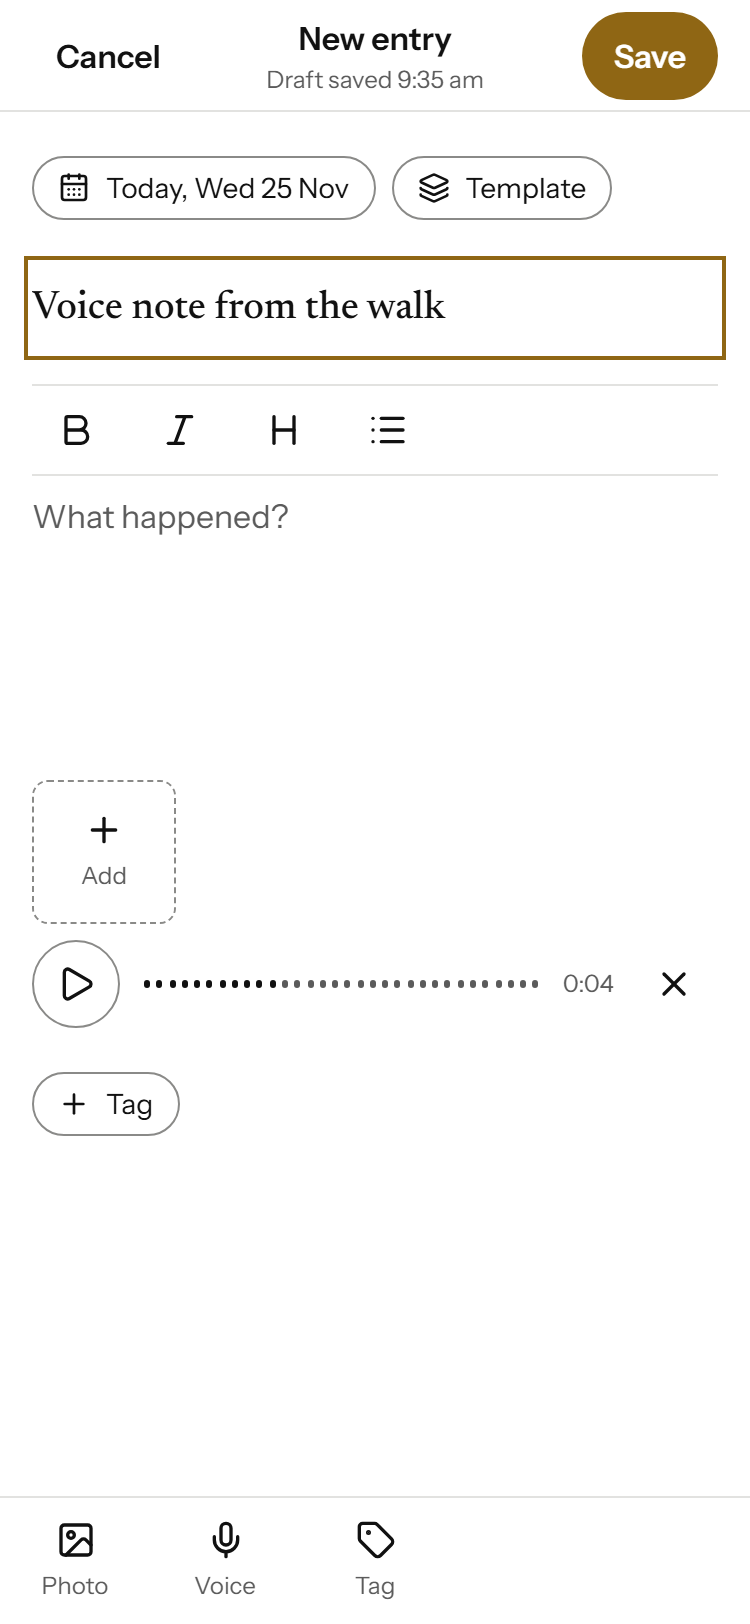 Cancel
New entry
Draft saved 9:35 am
Save
Today, Wed 25 Nov
Template
Voice note from the walk
B I H
What happened?
Add
0:04
Tag
Photo
Voice
Tag